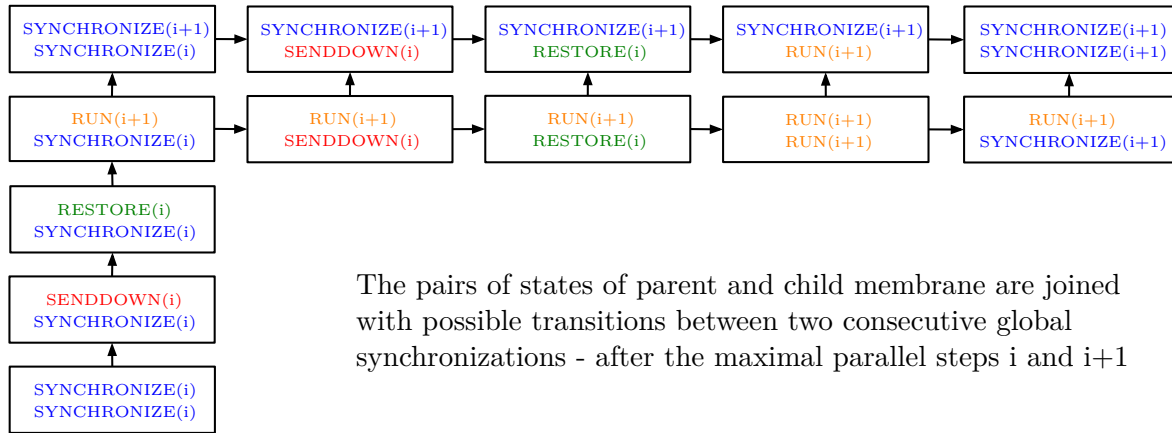 SYNCHRONIZE(i+1)
SYNCHRONIZE(i)
SYNCHRONIZE(i+1)
SENDDOWN(i)
SYNCHRONIZE(i+1)
RESTORE(i)
SYNCHRONIZE(i+1)
RUN(i+1)
SYNCHRONIZE(i+1)
SYNCHRONIZE(i+1)
RUN(i+1)
SYNCHRONIZE(i)
RUN(i+1)
SENDDOWN(i)
RUN(i+1)
RESTORE(i)
RUN(i+1)
RUN(i+1)
RUN(i+1)
SYNCHRONIZE(i+1)
RESTORE(i)
SYNCHRONIZE(i)
SENDDOWN(i)
SYNCHRONIZE(i)
SYNCHRONIZE(i)
SYNCHRONIZE(i)
The pairs of states of parent and child membrane are joined
with possible transitions between two consecutive global
synchronizations - after the maximal parallel steps i and i+1